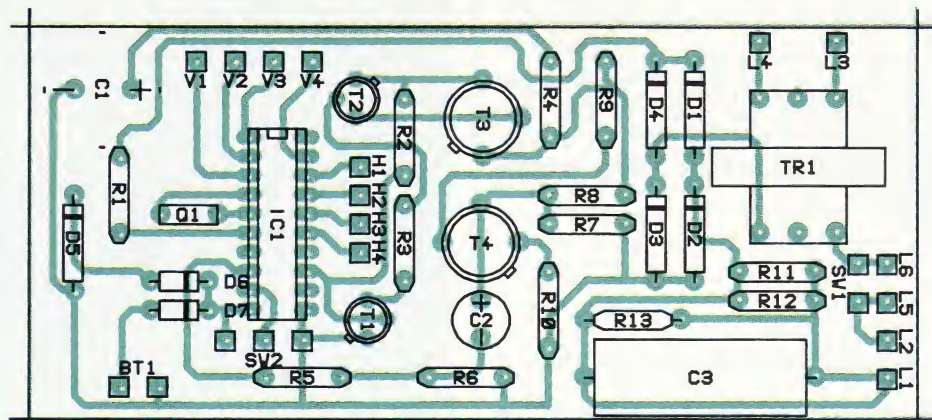 C1
V1
V2
V3
V4
T2
R2
T3
R4
R9
D4
D1
L4
L3
TR1
R1
Q1
IC1
H1
H2
H3
H4
R3
T4
R8
R7
D3
D2
D5
D6
D7
T1
C2
R10
R11
R12
R13
SW1
L6
L5
L2
L1
BT1
SW2
R5
R6
C3